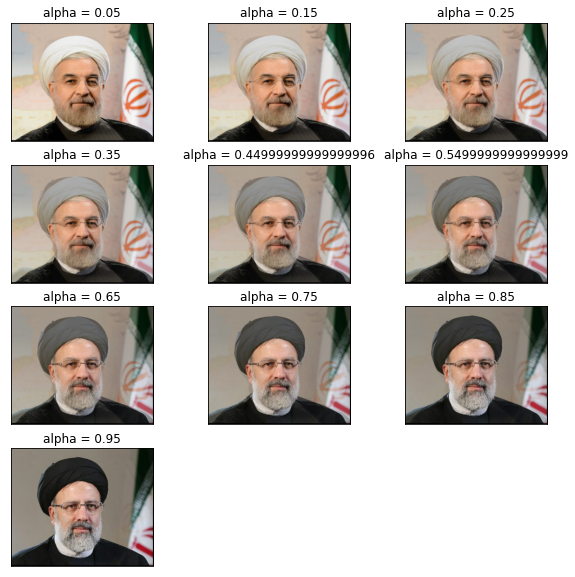 alpha = 0.05
alpha = 0.15
alpha = 0.25
alpha = 0.35
alpha = 0.44999999999999996
alpha = 0.5499999999999999
alpha = 0.65
alpha = 0.75
alpha = 0.85
alpha = 0.95